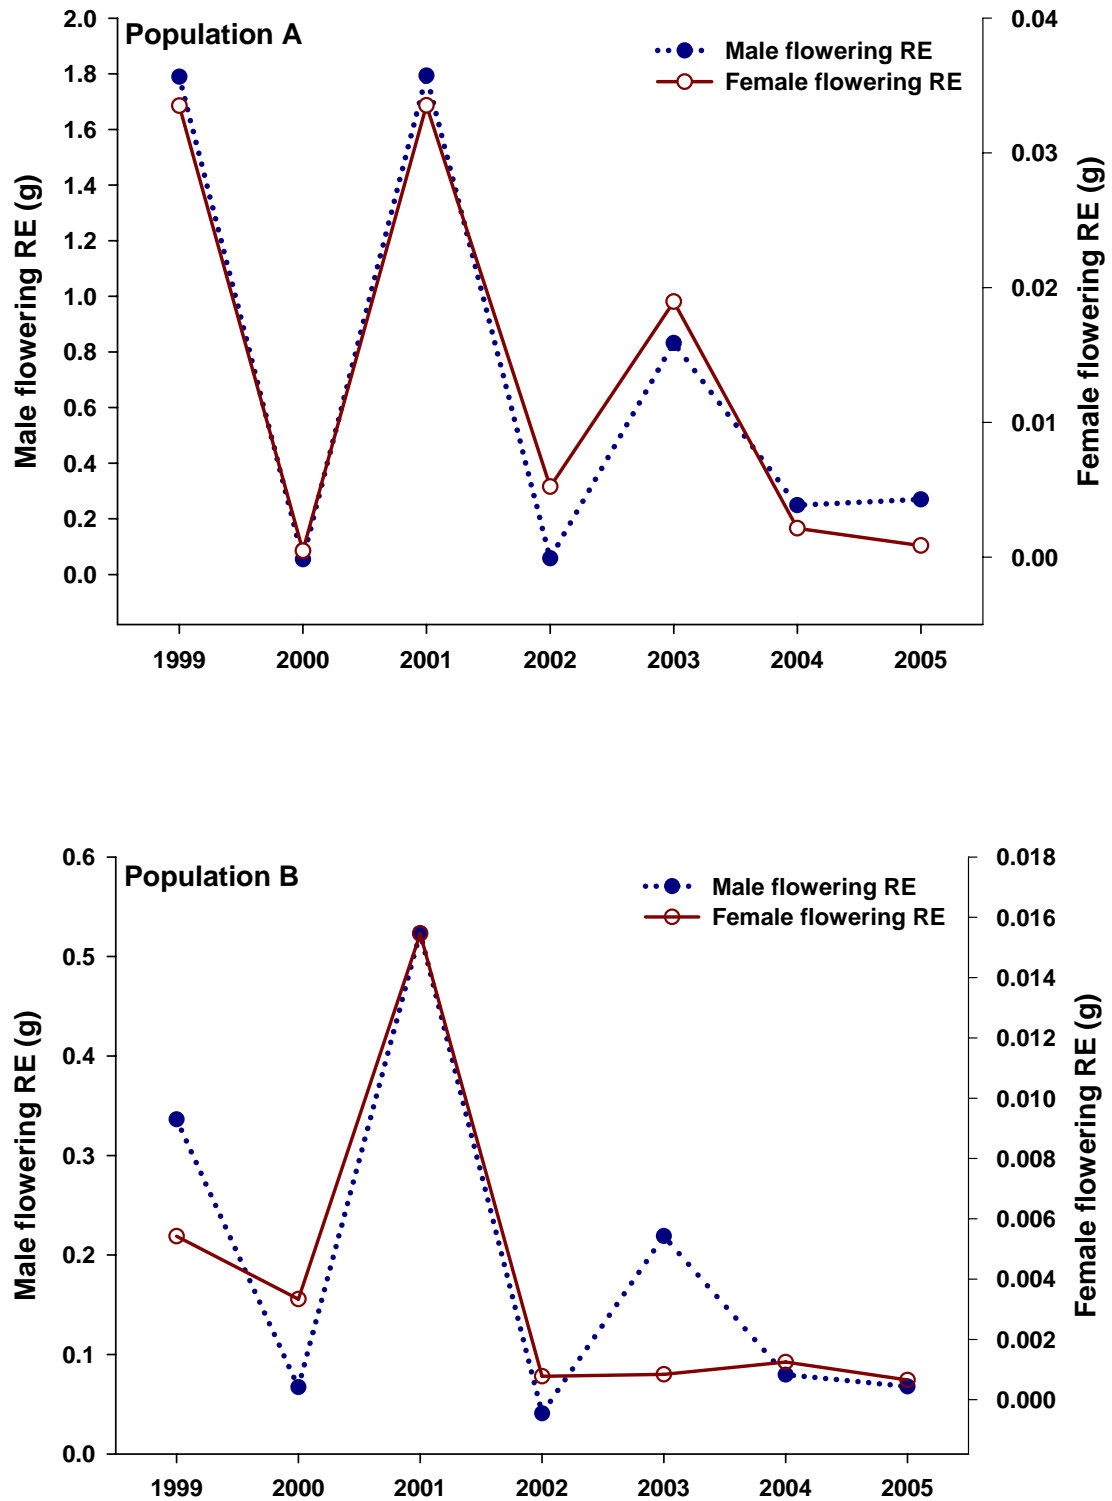 Population A
Male flowering RE
Female flowering RE
Male flowering RE (g)
2.0
1.8
1.6
1.4
1.2
1.0
0.8
0.6
0.4
0.2
0.0
0.04
0.03
0.02
0.01
0.00
Female flowering RE (g)
1999 2000 2001 2002 2003 2004 2005
Population B
Male flowering RE
Female flowering RE
Male flowering RE (g)
0.6
0.5
0.4
0.3
0.2
0.1
0.0
0.018
0.016
0.014
0.012
0.010
0.008
0.006
0.004
0.002
0.000
Female flowering RE (g)
1999 2000 2001 2002 2003 2004 2005